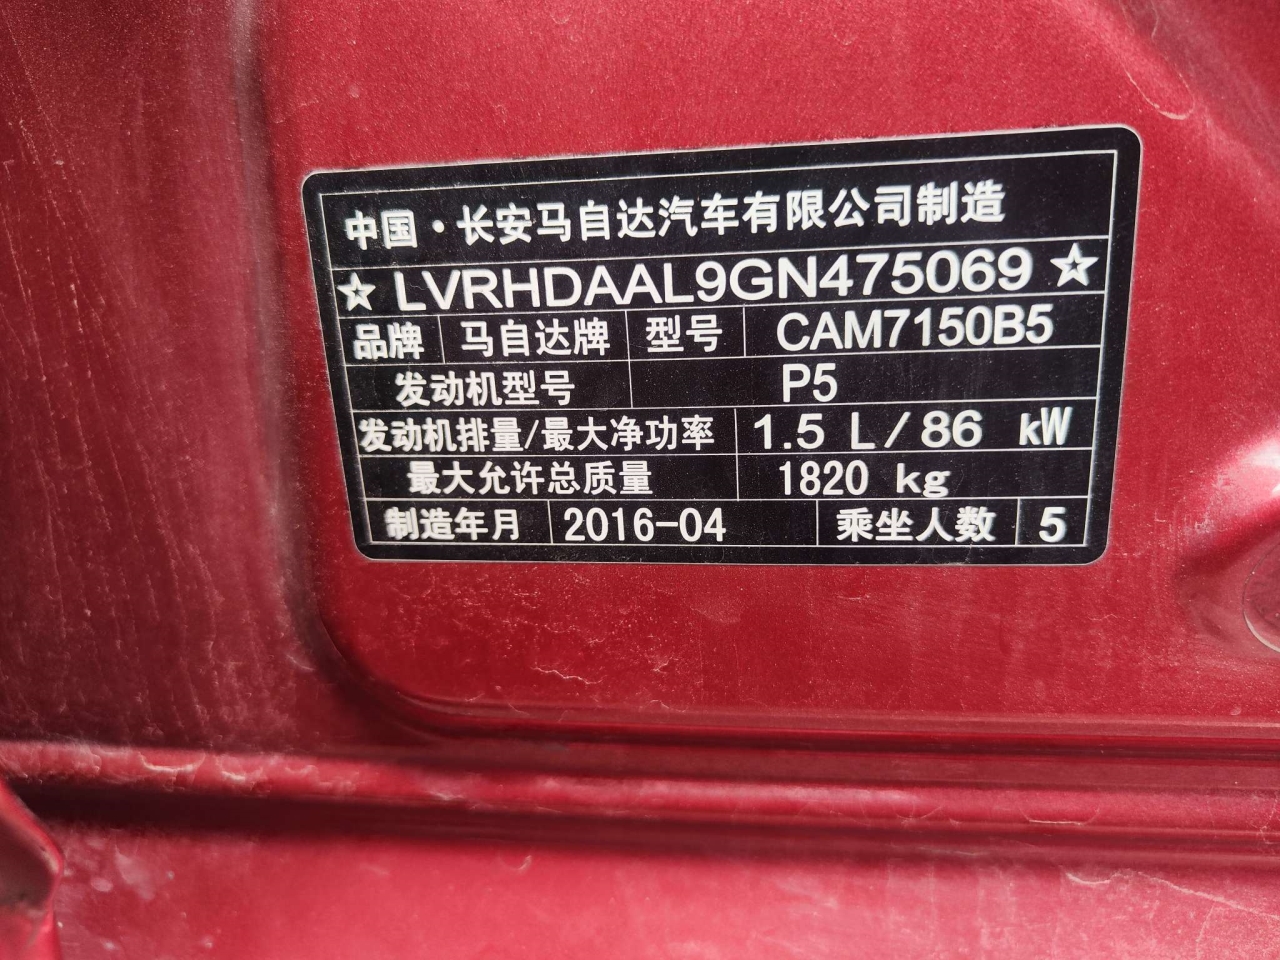 中国·长安马自达汽车有限公司制造
☆LVRHDAAL9GN475069☆
品牌 马自达牌 型号 CAM7150B5
发动机型号 P5
发动机排量/最大净功率 1.5 L/86 kW
最大允许总质量 1820 kg
制造年月 2016-04 乘坐人数 5